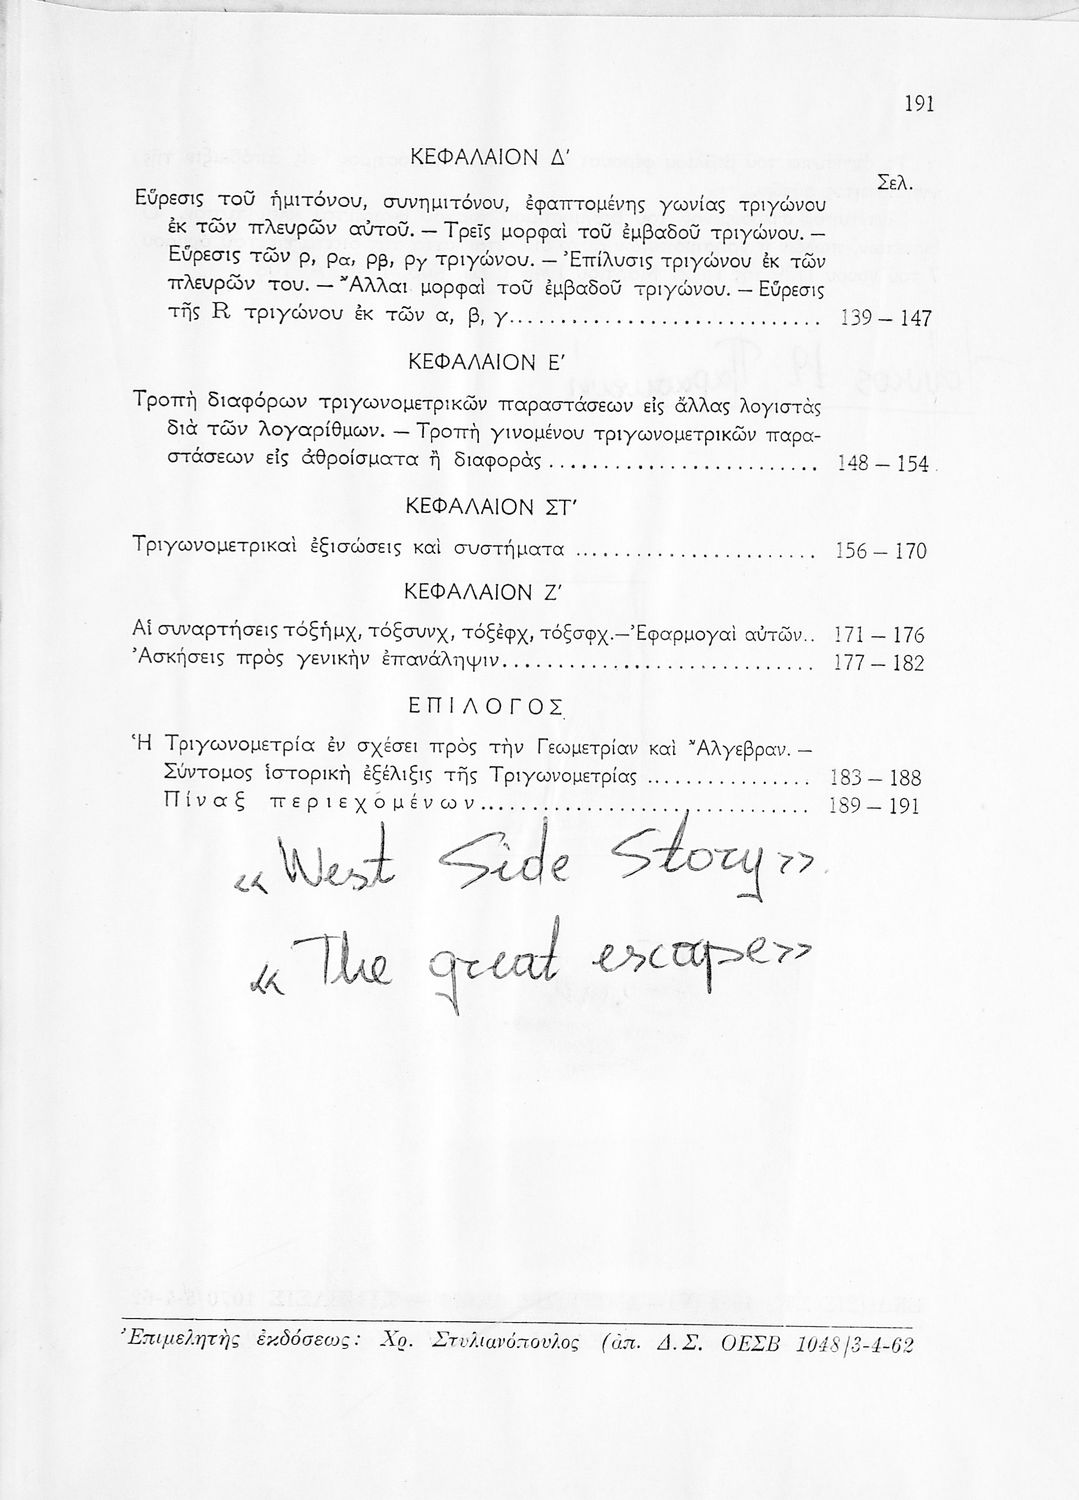 191
ΚΕΦΑΛΑΙΟΝ Δ′
Σελ.
Εὕρεσις τοῦ ἡμιτόνου, συνημιτόνου, ἐφαπτομένης γωνίας τριγώνου
ἐκ τῶν πλευρῶν αὐτοῦ. — Τρεῖς μορφαὶ τοῦ ἐμβαδοῦ τριγώνου. —
Εὕρεσις τῶν ρ, ρα, ρβ, ργ τριγώνου. — Ἐπίλυσις τριγώνου ἐκ τῶν
πλευρῶν του. — Ἄλλαι μορφαὶ τοῦ ἐμβαδοῦ τριγώνου. — Εὕρεσις
τῆς R τριγώνου ἐκ τῶν α, β, γ............................... 139 — 147
ΚΕΦΑΛΑΙΟΝ Ε′
Τροπὴ διαφόρων τριγωνομετρικῶν παραστάσεων εἰς ἄλλας λογιστὰς
διὰ τῶν λογαρίθμων. — Τροπὴ γινομένου τριγωνομετρικῶν παρα-
στάσεων εἰς ἀθροίσματα ἢ διαφορὰς ........................... 148 — 154
ΚΕΦΑΛΑΙΟΝ ΣΤ′
Τριγωνομετρικαὶ ἐξισώσεις καὶ συστήματα ........................ 156 — 170
ΚΕΦΑΛΑΙΟΝ Ζ′
Αἱ συναρτήσεις τόξἡμχ, τόξσυνχ, τόξἐφχ, τόξσφχ.—Ἐφαρμογαὶ αὐτῶν.. 171 — 176
Ἀσκήσεις πρὸς γενικὴν ἐπανάληψιν................................ 177 — 182
ΕΠΙΛΟΓΟΣ
Ἡ Τριγωνομετρία ἐν σχέσει πρὸς τὴν Γεωμετρίαν καὶ Ἄλγεβραν. —
Σύντομος ἱστορικὴ ἐξέλιξις τῆς Τριγωνομετρίας ................ 183 — 188
Πίναξ περιεχομένων................................. 189 — 191
«West Side Story»
«The great escape»
Ἐπιμελητὴς ἐκδόσεως: Χρ. Στυλιανόπουλος (ἀπ. Δ.Σ. ΟΕΣΒ 1048/3-4-62